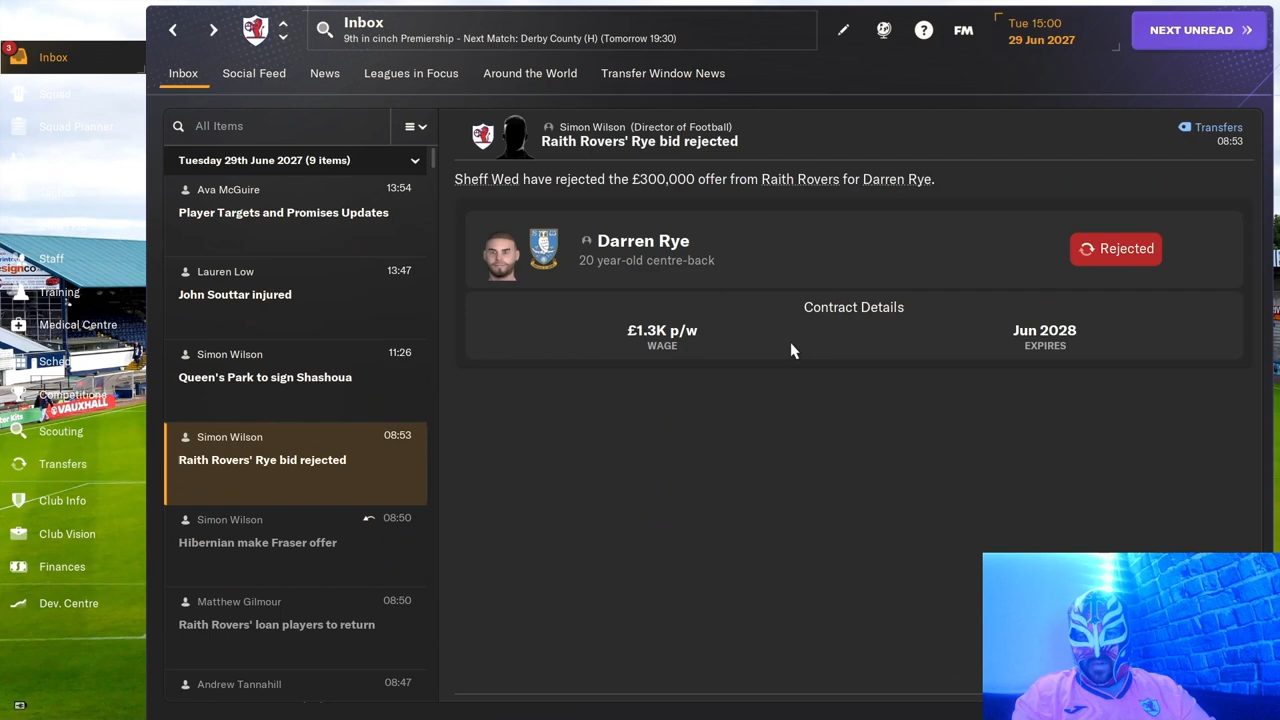 Inbox
9th in cinch Premiership - Next Match: Derby County (H) (Tomorrow 19:30)
FM
Tue 15:00
29 Jun 2027
NEXT UNREAD
3
Inbox
Squad
Squad Planner
Staff
Training
Medical Centre
Sched
Competitions
Scouting
Transfers
Club Info
Club Vision
Finances
Dev. Centre
VAUXHALL
Inbox
Social Feed
News
Leagues in Focus
Around the World
Transfer Window News
All Items
Tuesday 29th June 2027 (9 items)
Ava McGuire 13:54
Player Targets and Promises Updates
Lauren Low 13:47
John Souttar injured
Simon Wilson 11:26
Queen's Park to sign Shashoua
Simon Wilson 08:53
Raith Rovers' Rye bid rejected
Simon Wilson 08:50
Hibernian make Fraser offer
Matthew Gilmour 08:50
Raith Rovers' loan players to return
Andrew Tannahill 08:47
Simon Wilson (Director of Football)
Raith Rovers' Rye bid rejected
Transfers
08:53
Sheff Wed have rejected the £300,000 offer from Raith Rovers for Darren Rye.
Darren Rye
20 year-old centre-back
Rejected
Contract Details
£1.3K p/w
WAGE
Jun 2028
EXPIRES